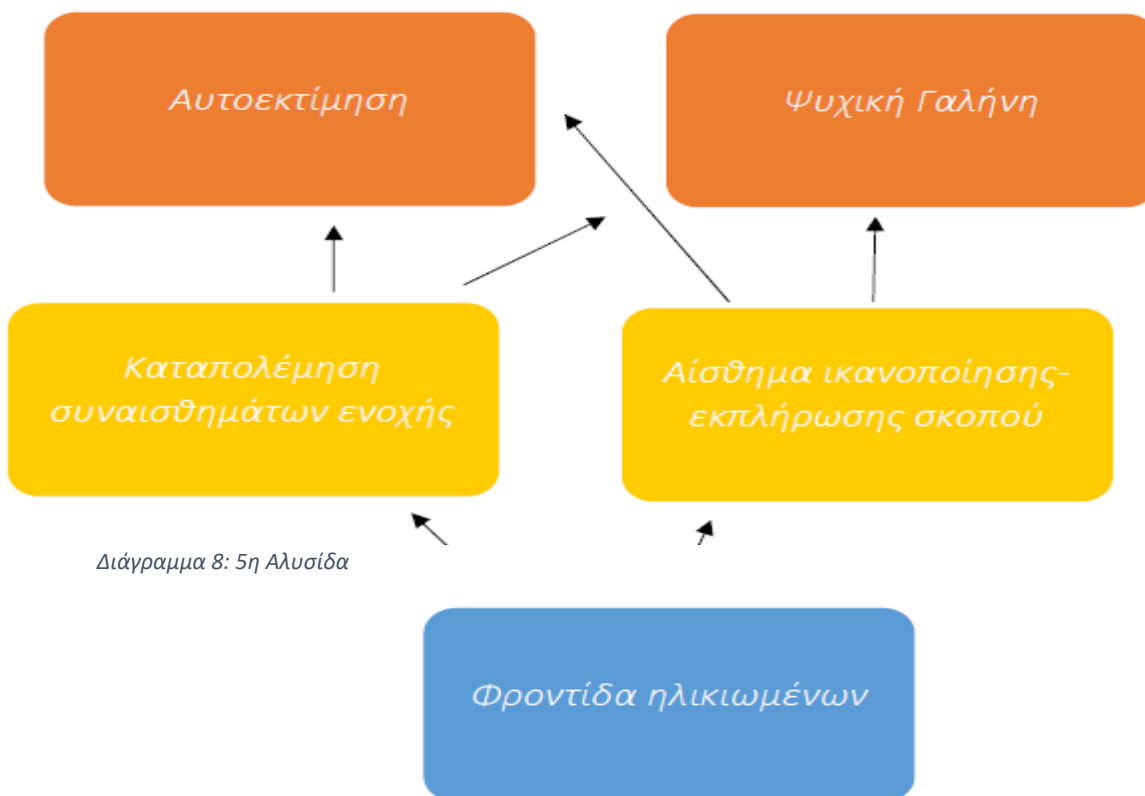 Αυτοεκτίμηση
Ψυχική Γαλήνη
Καταπολέμηση
συναισθημάτων ενοχής
Αίσθημα ικανοποίησης-
εκπλήρωσης σκοπού
Διάγραμμα 8: 5η Αλυσίδα
Φροντίδα ηλικιωμένων